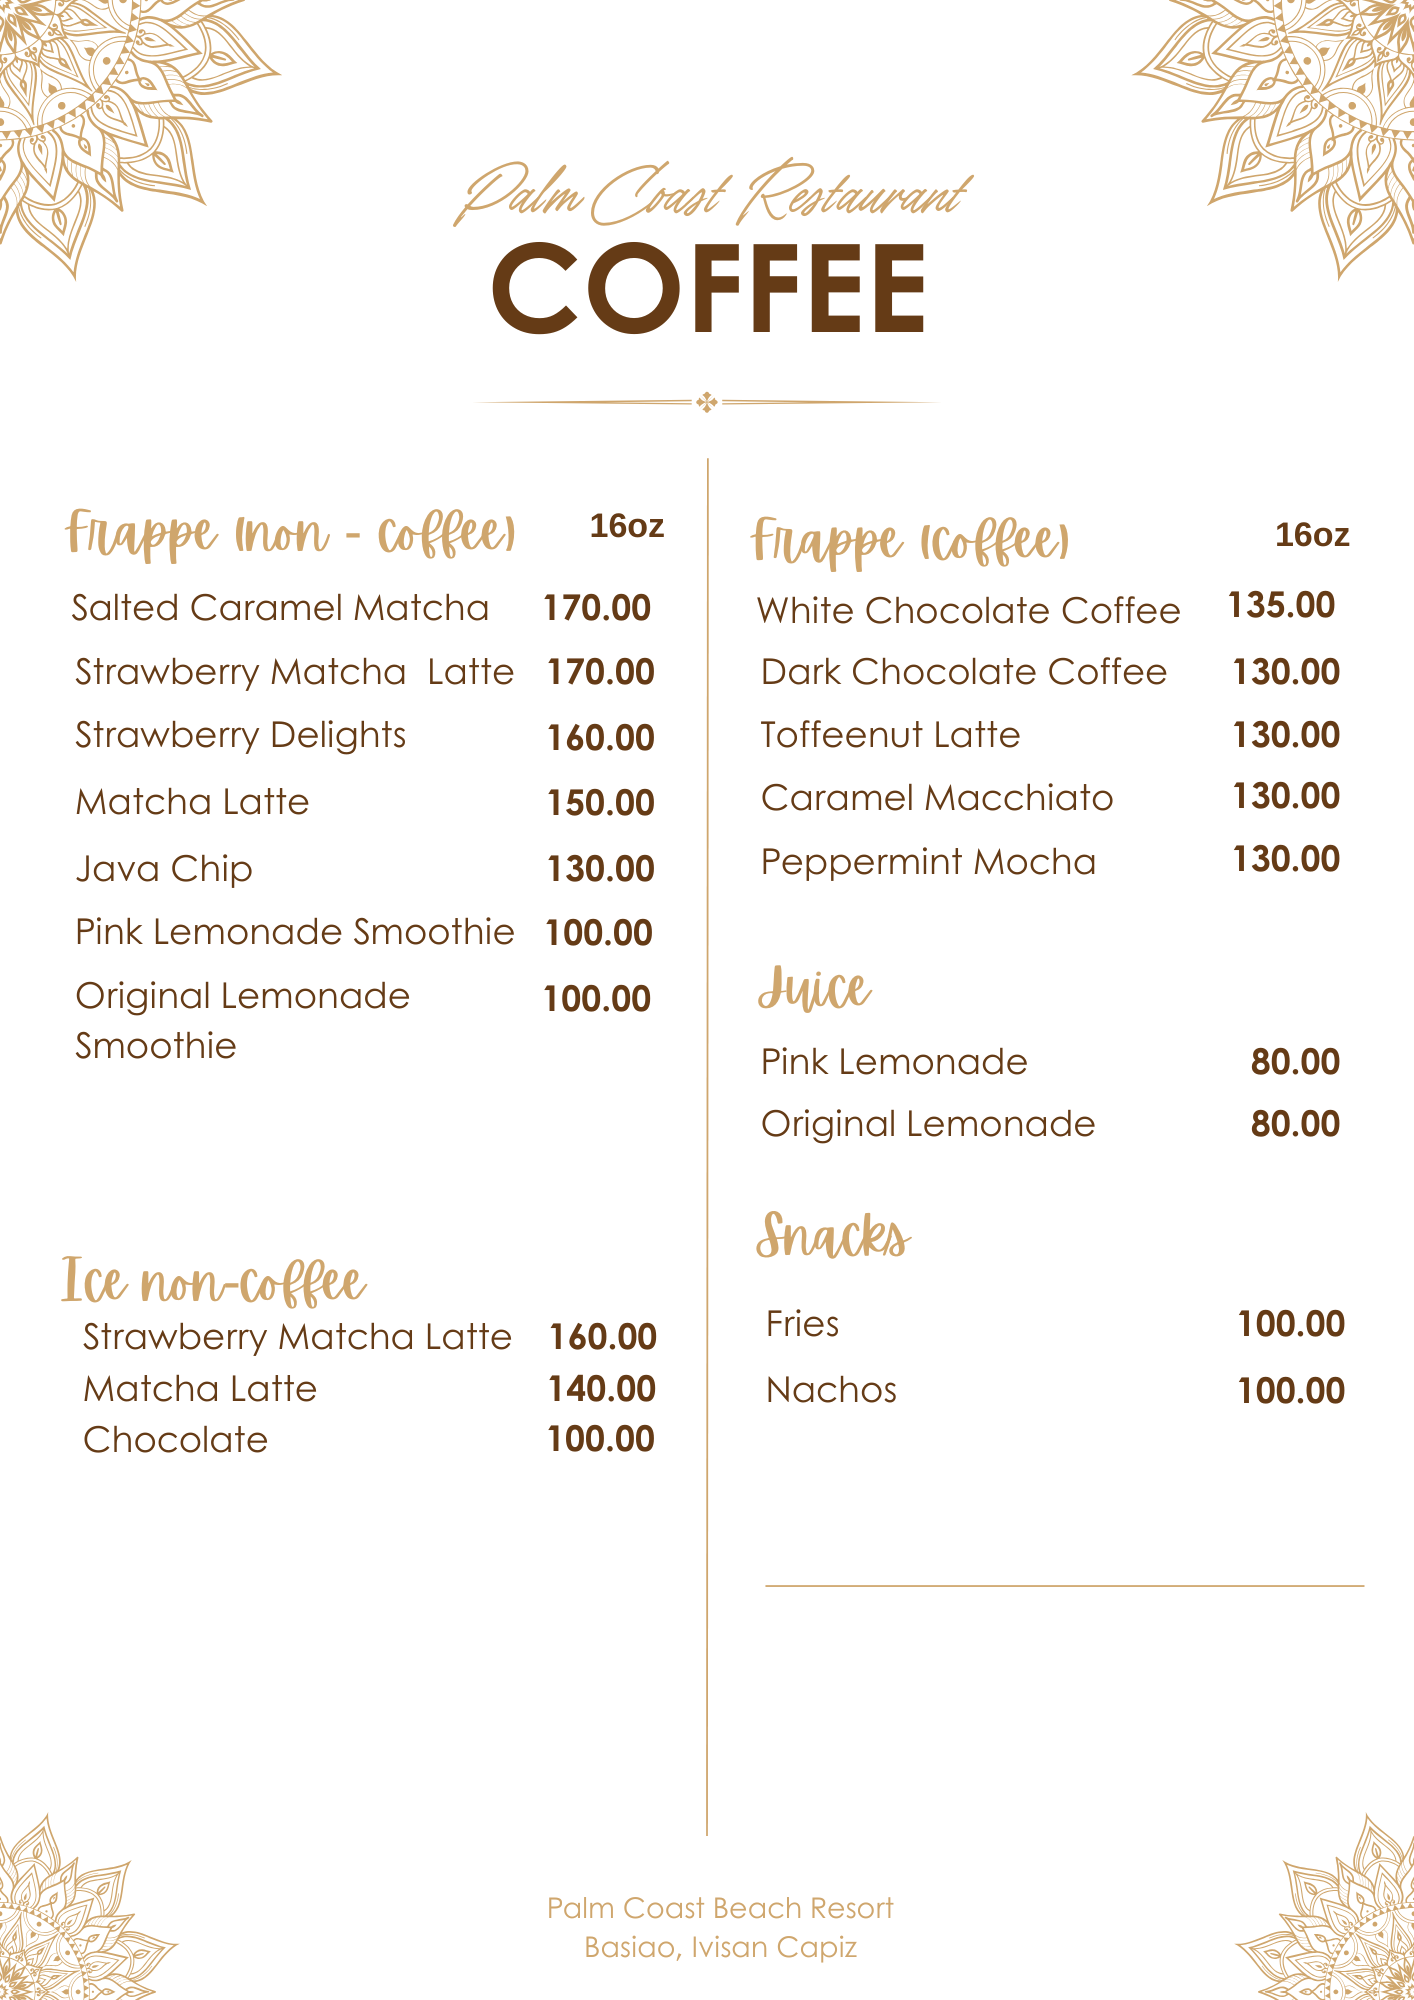 Palm Coast Restaurant
COFFEE
Frappe (non - coffee) 16oz
Salted Caramel Matcha 170.00
Strawberry Matcha Latte 170.00
Strawberry Delights 160.00
Matcha Latte 150.00
Java Chip 130.00
Pink Lemonade Smoothie 100.00
Original Lemonade 100.00
Smoothie
Ice non-coffee
Strawberry Matcha Latte 160.00
Matcha Latte 140.00
Chocolate 100.00
Frappe (coffee) 16oz
White Chocolate Coffee 135.00
Dark Chocolate Coffee 130.00
Toffeenut Latte 130.00
Caramel Macchiato 130.00
Peppermint Mocha 130.00
Juice
Pink Lemonade 80.00
Original Lemonade 80.00
Snacks
Fries 100.00
Nachos 100.00
Palm Coast Beach Resort
Basiao, Ivisan Capiz